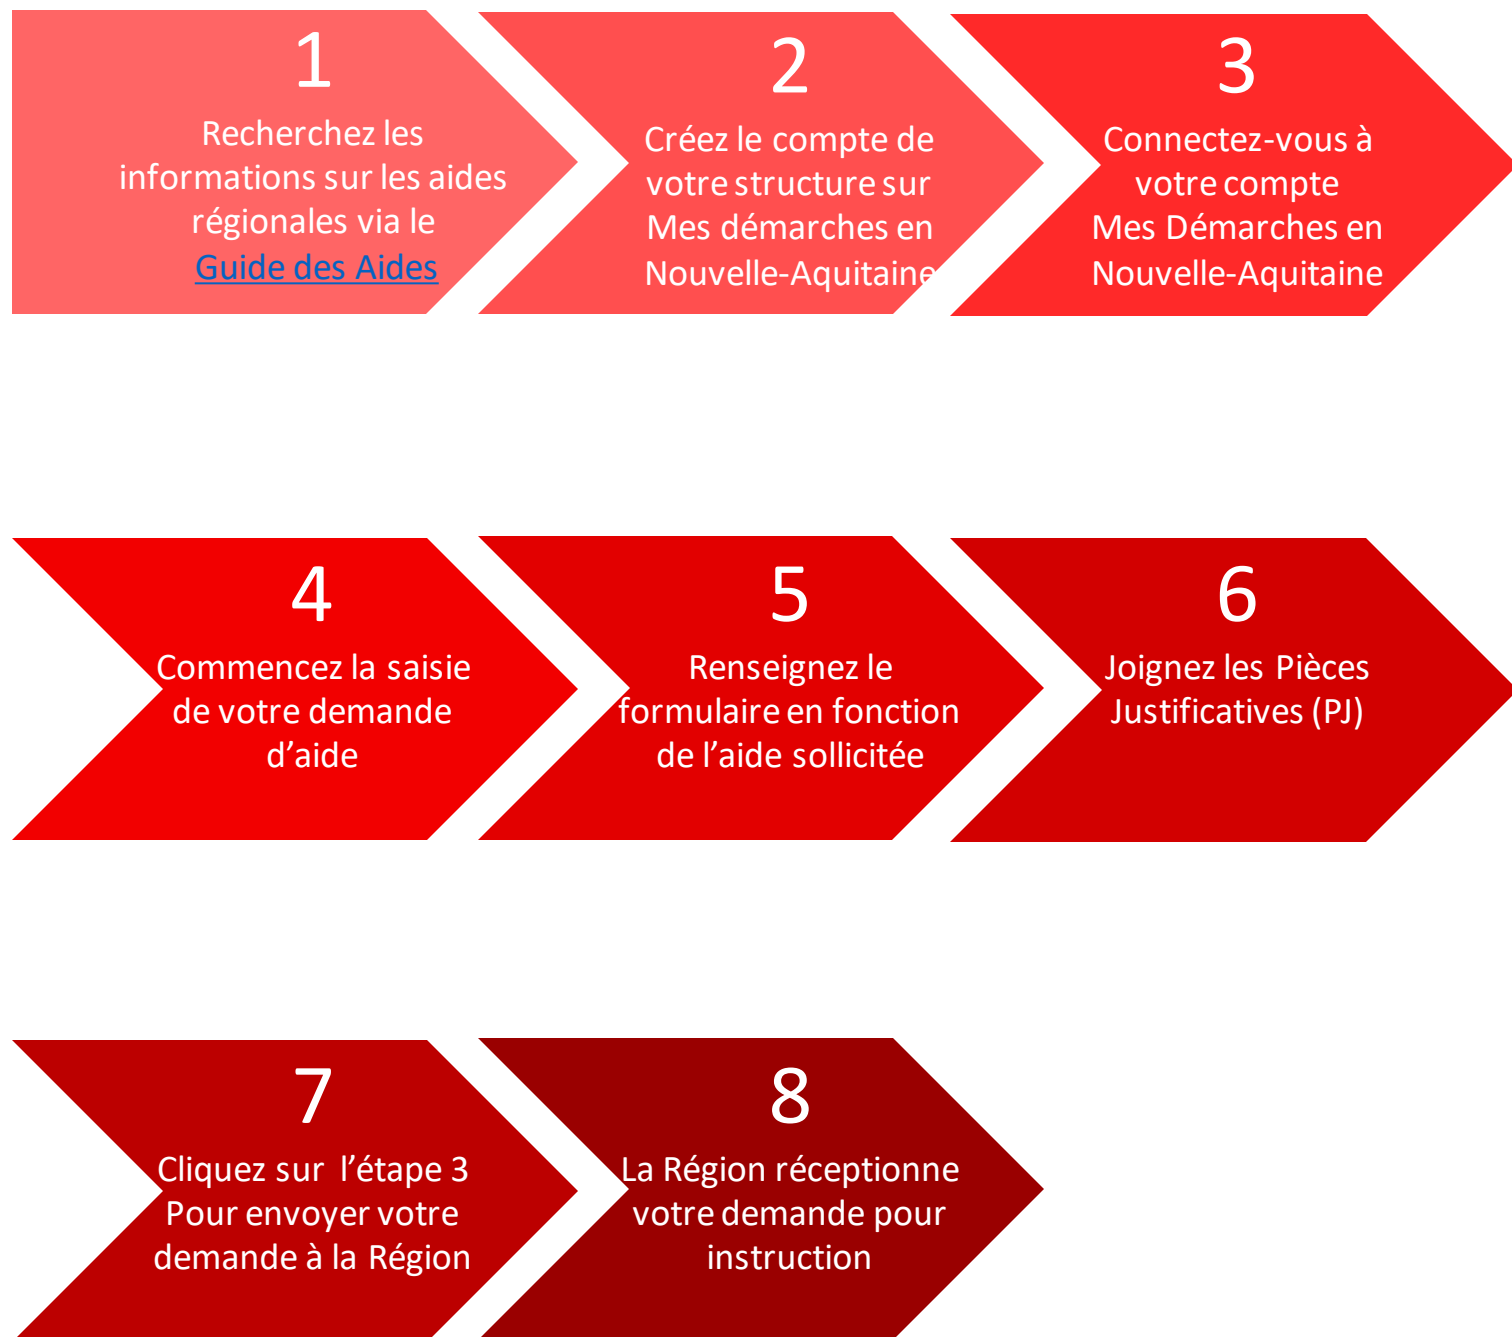 1
Recherchez les
informations sur les aides
régionales via le
Guide des Aides
2
Créez le compte de
votre structure sur
Mes démarches en
Nouvelle-Aquitaine
3
Connectez-vous à
votre compte
Mes Démarches en
Nouvelle-Aquitaine
4
Commencez la saisie
de votre demande
d’aide
5
Renseignez le
formulaire en fonction
de l’aide sollicitée
6
Joignez les Pièces
Justificatives (PJ)
7
Cliquez sur l’étape 3
Pour envoyer votre
demande à la Région
8
La Région réceptionne
votre demande pour
instruction